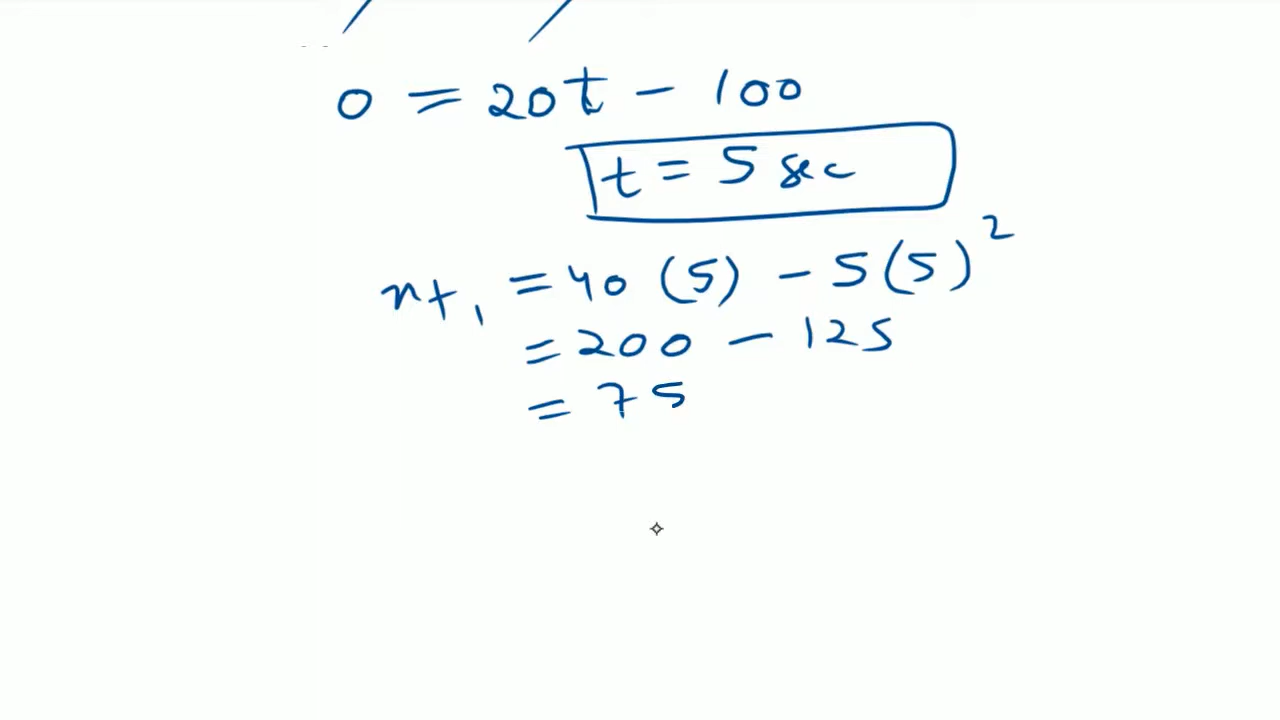 0 = 20t - 100
t = 5 sec
xt₁ = 40 (5) - 5(5)²
= 200 - 125
= 75